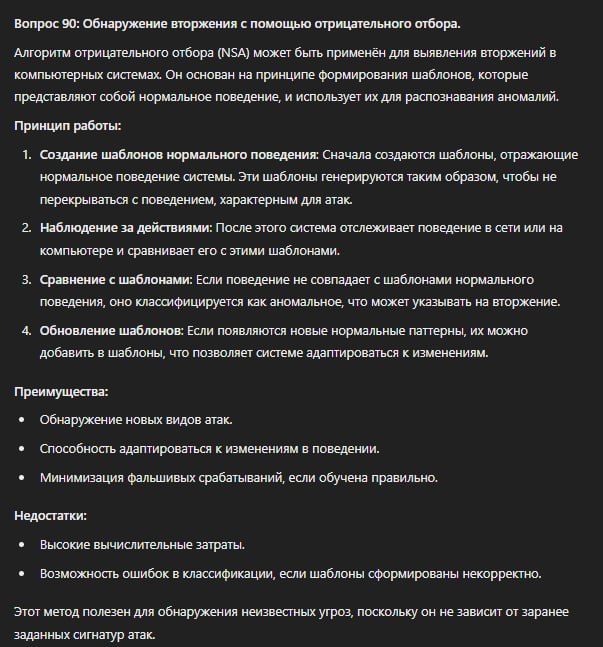 Вопрос 90: Обнаружение вторжения с помощью отрицательного отбора.
Алгоритм отрицательного отбора (NSA) может быть применён для выявления вторжений в
компьютерных системах. Он основан на принципе формирования шаблонов, которые
представляют собой нормальное поведение, и использует их для распознавания аномалий.
Принцип работы:
1. Создание шаблонов нормального поведения: Сначала создаются шаблоны, отражающие
нормальное поведение системы. Эти шаблоны генерируются таким образом, чтобы не
перекрываться с поведением, характерным для атак.
2. Наблюдение за действиями: После этого система отслеживает поведение в сети или на
компьютере и сравнивает его с этими шаблонами.
3. Сравнение с шаблонами: Если поведение не совпадает с шаблонами нормального
поведения, оно классифицируется как аномальное, что может указывать на вторжение.
4. Обновление шаблонов: Если появляются новые нормальные паттерны, их можно
добавить в шаблоны, что позволяет системе адаптироваться к изменениям.
Преимущества:
• Обнаружение новых видов атак.
• Способность адаптироваться к изменениям в поведении.
• Минимизация фальшивых срабатываний, если обучена правильно.
Недостатки:
• Высокие вычислительные затраты.
• Возможность ошибок в классификации, если шаблоны сформированы некорректно.
Этот метод полезен для обнаружения неизвестных угроз, поскольку он не зависит от заранее
заданных сигнатур атак.